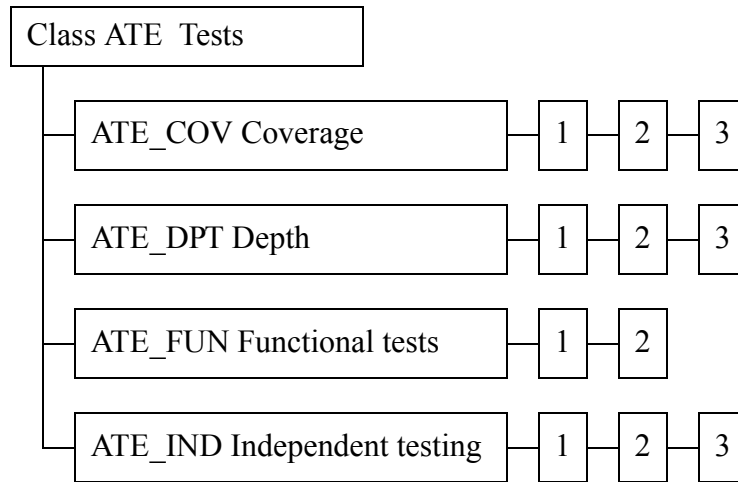 Class ATE Tests
ATE_COV Coverage 1 2 3
ATE_DPT Depth 1 2 3
ATE_FUN Functional tests 1 2
ATE_IND Independent testing 1 2 3